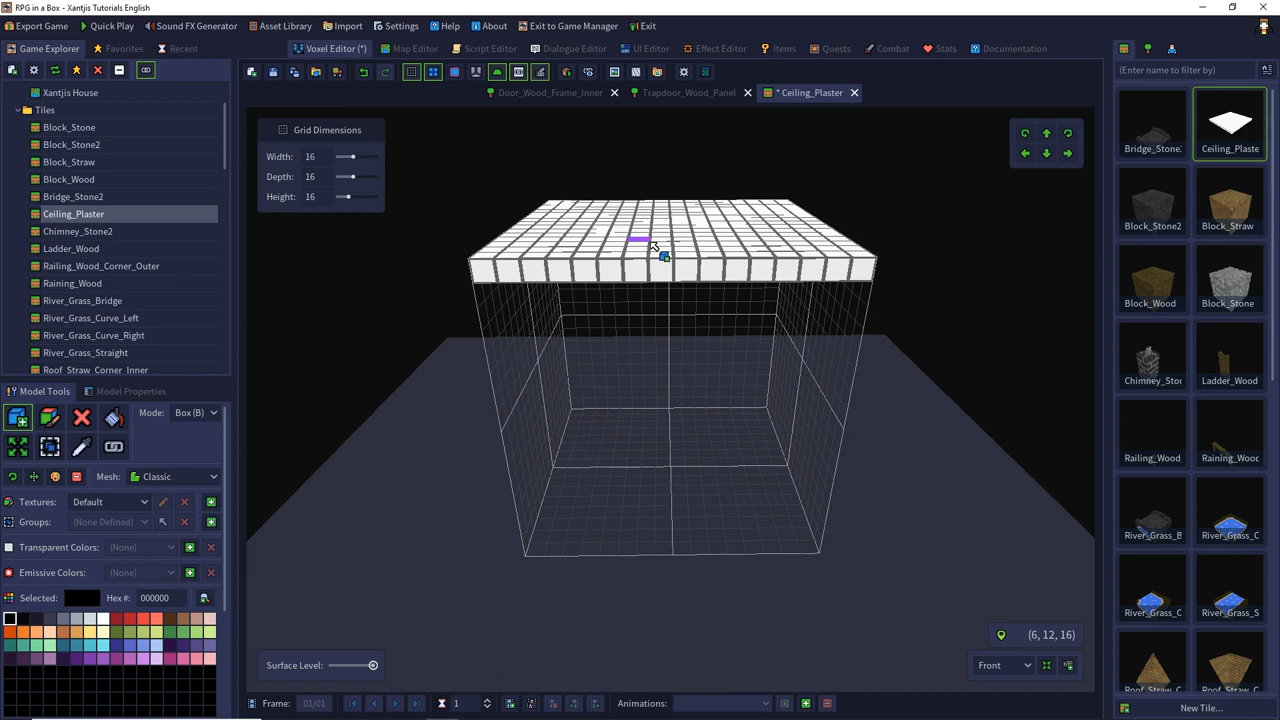 RPG in a Box - Xantjis Tutorials English
Export Game Quick Play Sound FX Generator Asset Library Import Settings Help About Exit to Game Manager Exit
Game Explorer Favorites Recent Voxel Editor (*) Map Editor Script Editor Dialogue Editor UI Editor Effect Editor Items Quests Combat Stats Documentation
(Enter name to filter by)
Xantjis House
Tiles
Block_Stone
Block_Stone2
Block_Straw
Block_Wood
Bridge_Stone2
Ceiling_Plaster
Chimney_Stone2
Ladder_Wood
Railing_Wood_Corner_Outer
Raining_Wood
River_Grass_Bridge
River_Grass_Curve_Left
River_Grass_Curve_Right
River_Grass_Straight
Roof_Straw_Corner_Inner
Door_Wood_Frame_Inner Trapdoor_Wood_Panel * Ceiling_Plaster
Grid Dimensions
Width: 16
Depth: 16
Height: 16
Model Tools Model Properties
Mode: Box (B)
Mesh: Classic
Textures: Default
Groups: (None Defined)
Transparent Colors: (None)
Emissive Colors: (None)
Selected: Hex #: 000000
Surface Level:
(6, 12, 16)
Front
Frame: 01/01 1 Animations:
Bridge_Stone2 Ceiling_Plaste
Block_Stone2 Block_Straw
Block_Wood Block_Stone
Chimney_Stor Ladder_Wood
Railing_Wood Raining_Wooc
River_Grass_B River_Grass_C
River_Grass_C River_Grass_S
Roof_Straw_C Roof_Straw_C
New Tile...